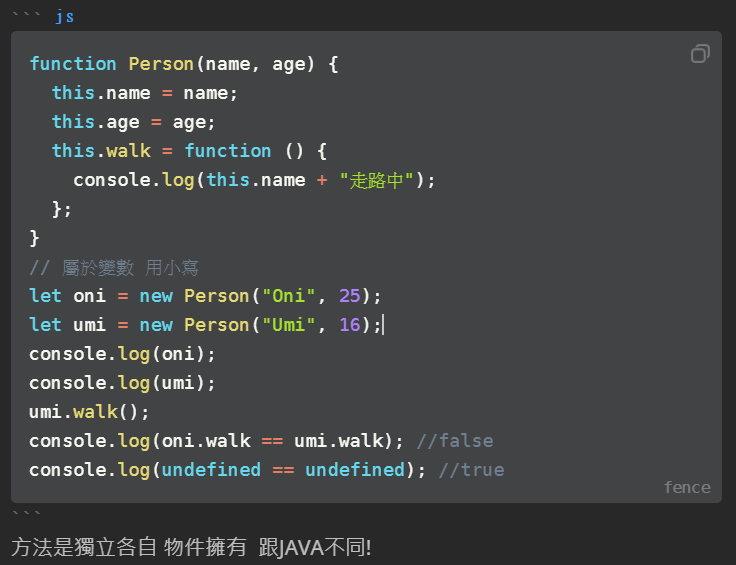 ``` js
function Person(name, age) {
  this.name = name;
  this.age = age;
  this.walk = function () {
    console.log(this.name + "走路中");
  };
}
// 屬於變數 用小寫
let oni = new Person("Oni", 25);
let umi = new Person("Umi", 16);
console.log(oni);
console.log(umi);
umi.walk();
console.log(oni.walk == umi.walk); //false
console.log(undefined == undefined); //true
fence
```
方法是獨立各自 物件擁有 跟JAVA不同!